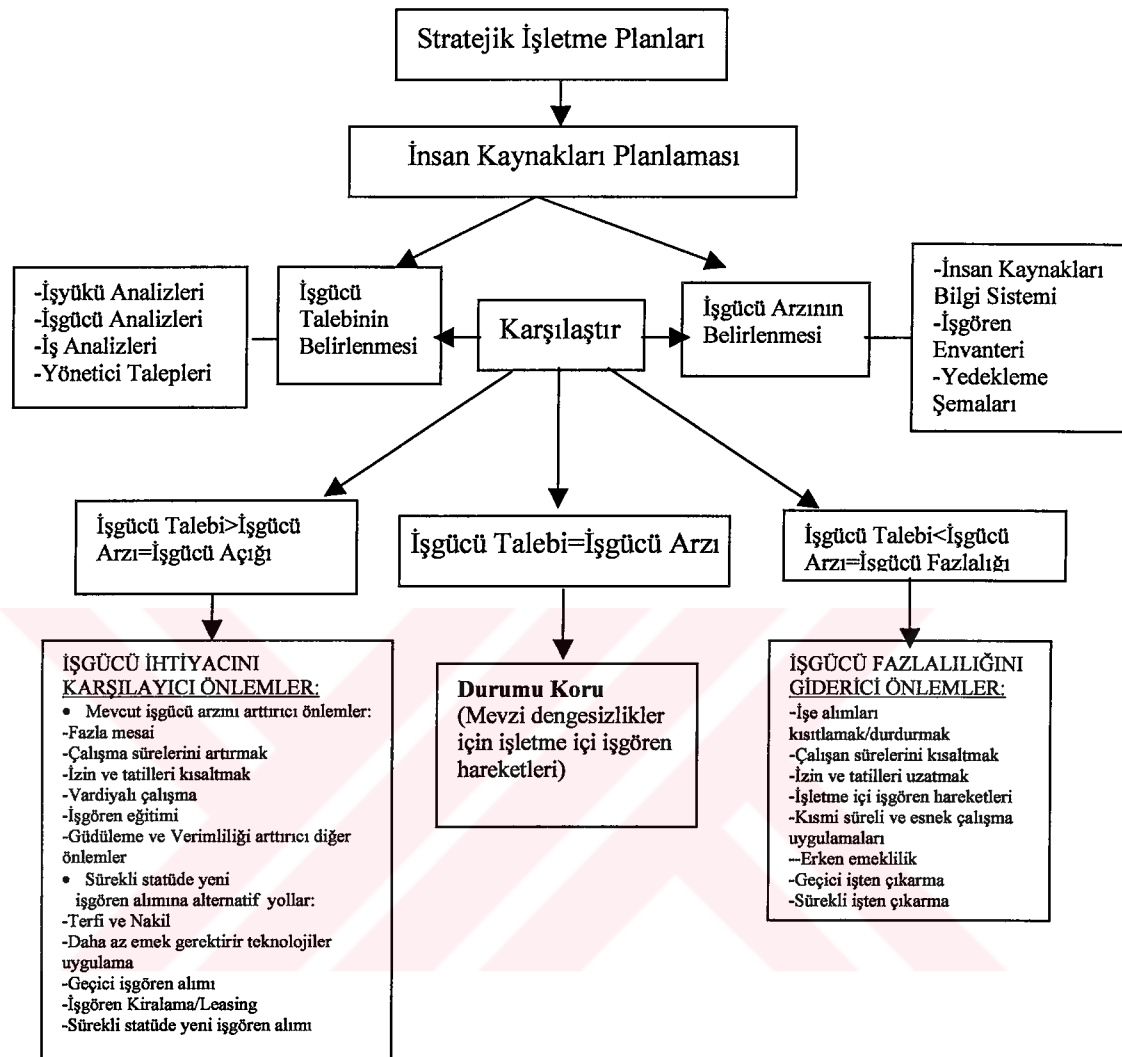 Stratejik İşletme Planları
İnsan Kaynakları Planlaması
-İşyükü Analizleri
-İşgücü Analizleri
-İş Analizleri
-Yönetici Talepleri
İşgücü
Talebinin
Belirlenmesi
Karşılaştır
İşgücü Arzının
Belirlenmesi
-İnsan Kaynakları
Bilgi Sistemi
-İşgören
Envanteri
-Yedekleme
Şemaları
İşgücü Talebi>İşgücü
Arzı=İşgücü Açığı
İşgücü Talebi=İşgücü Arzı
İşgücü Talebi<İşgücü
Arzı=İşgücü Fazlalığı
İŞGÜCÜ İHTİYACINI
KARŞILAYICI ÖNLEMLER:
• Mevcut işgücü arzını arttırıcı önlemler:
-Fazla mesai
-Çalışma sürelerini artırmak
-İzin ve tatilleri kısaltmak
-Vardiyalı çalışma
-İşgören eğitimi
-Güdüleme ve Verimliliği arttırıcı diğer
önlemler
• Sürekli statüde yeni
işgören alımına alternatif yollar:
-Terfi ve Nakil
-Daha az emek gerektirir teknolojiler
uygulama
-Geçici işgören alımı
-İşgören Kiralama/Leasing
-Sürekli statüde yeni işgören alımı
Durumu Koru
(Mevzi dengesizlikler
için işletme içi işgören
hareketleri)
İŞGÜCÜ FAZLALILIĞINI
GİDERİCİ ÖNLEMLER:
-İşe alımları
kısıtlamak/durdurmak
-Çalışan sürelerini kısaltmak
-İzin ve tatilleri uzatmak
-İşletme içi işgören hareketleri
-Kısmi süreli ve esnek çalışma
uygulamaları
--Erken emeklilik
-Geçici işten çıkarma
-Sürekli işten çıkarma